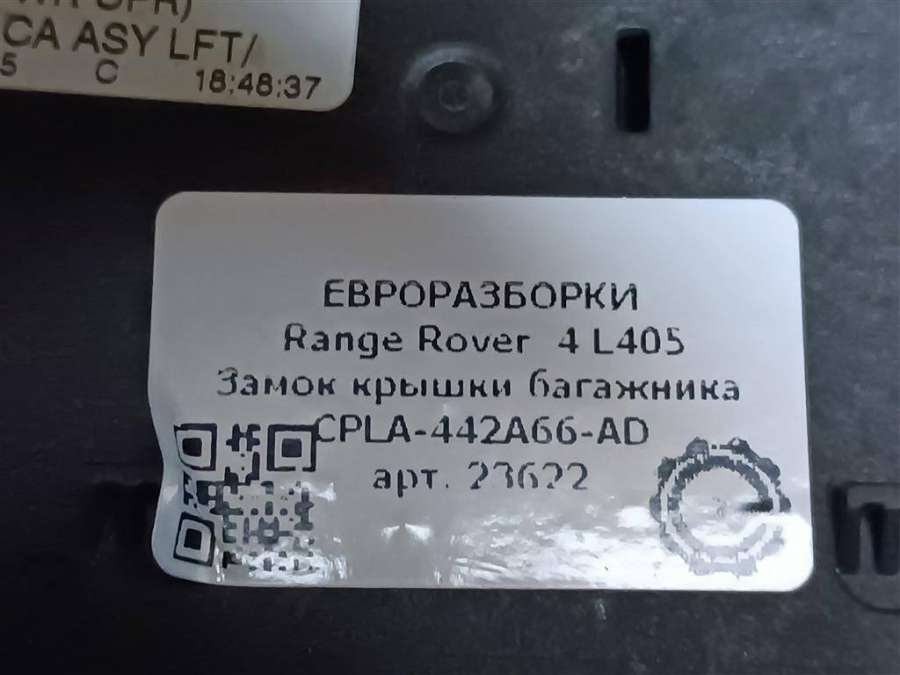 CA ASY LFT/
5 C 18:48:37
ЕВРОРАЗБОРКИ
Range Rover 4 L405
Замок крышки багажника
CPLA-442A66-AD
арт. 23622